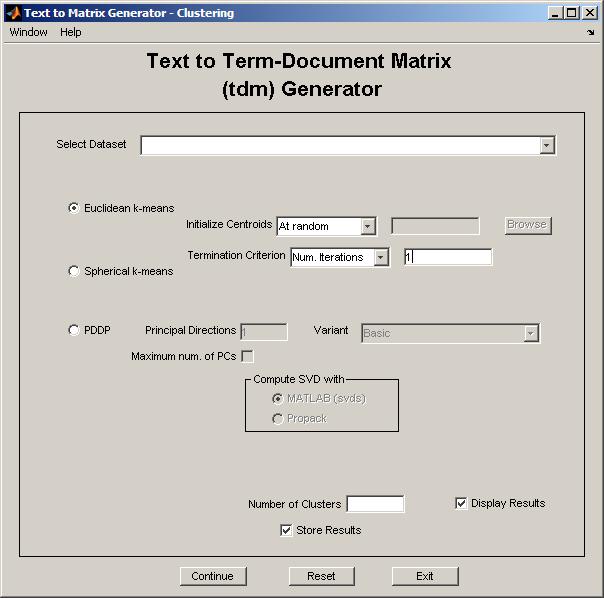 Text to Matrix Generator - Clustering
Window Help
Text to Term-Document Matrix
(tdm) Generator
Select Dataset
Euclidean k-means
Initialize Centroids At random Browse
Termination Criterion Num. Iterations 1
Spherical k-means
PDDP Principal Directions 1 Variant Basic
Maximum num. of PCs
Compute SVD with
MATLAB (svds)
Propack
Number of Clusters Display Results
Store Results
Continue Reset Exit